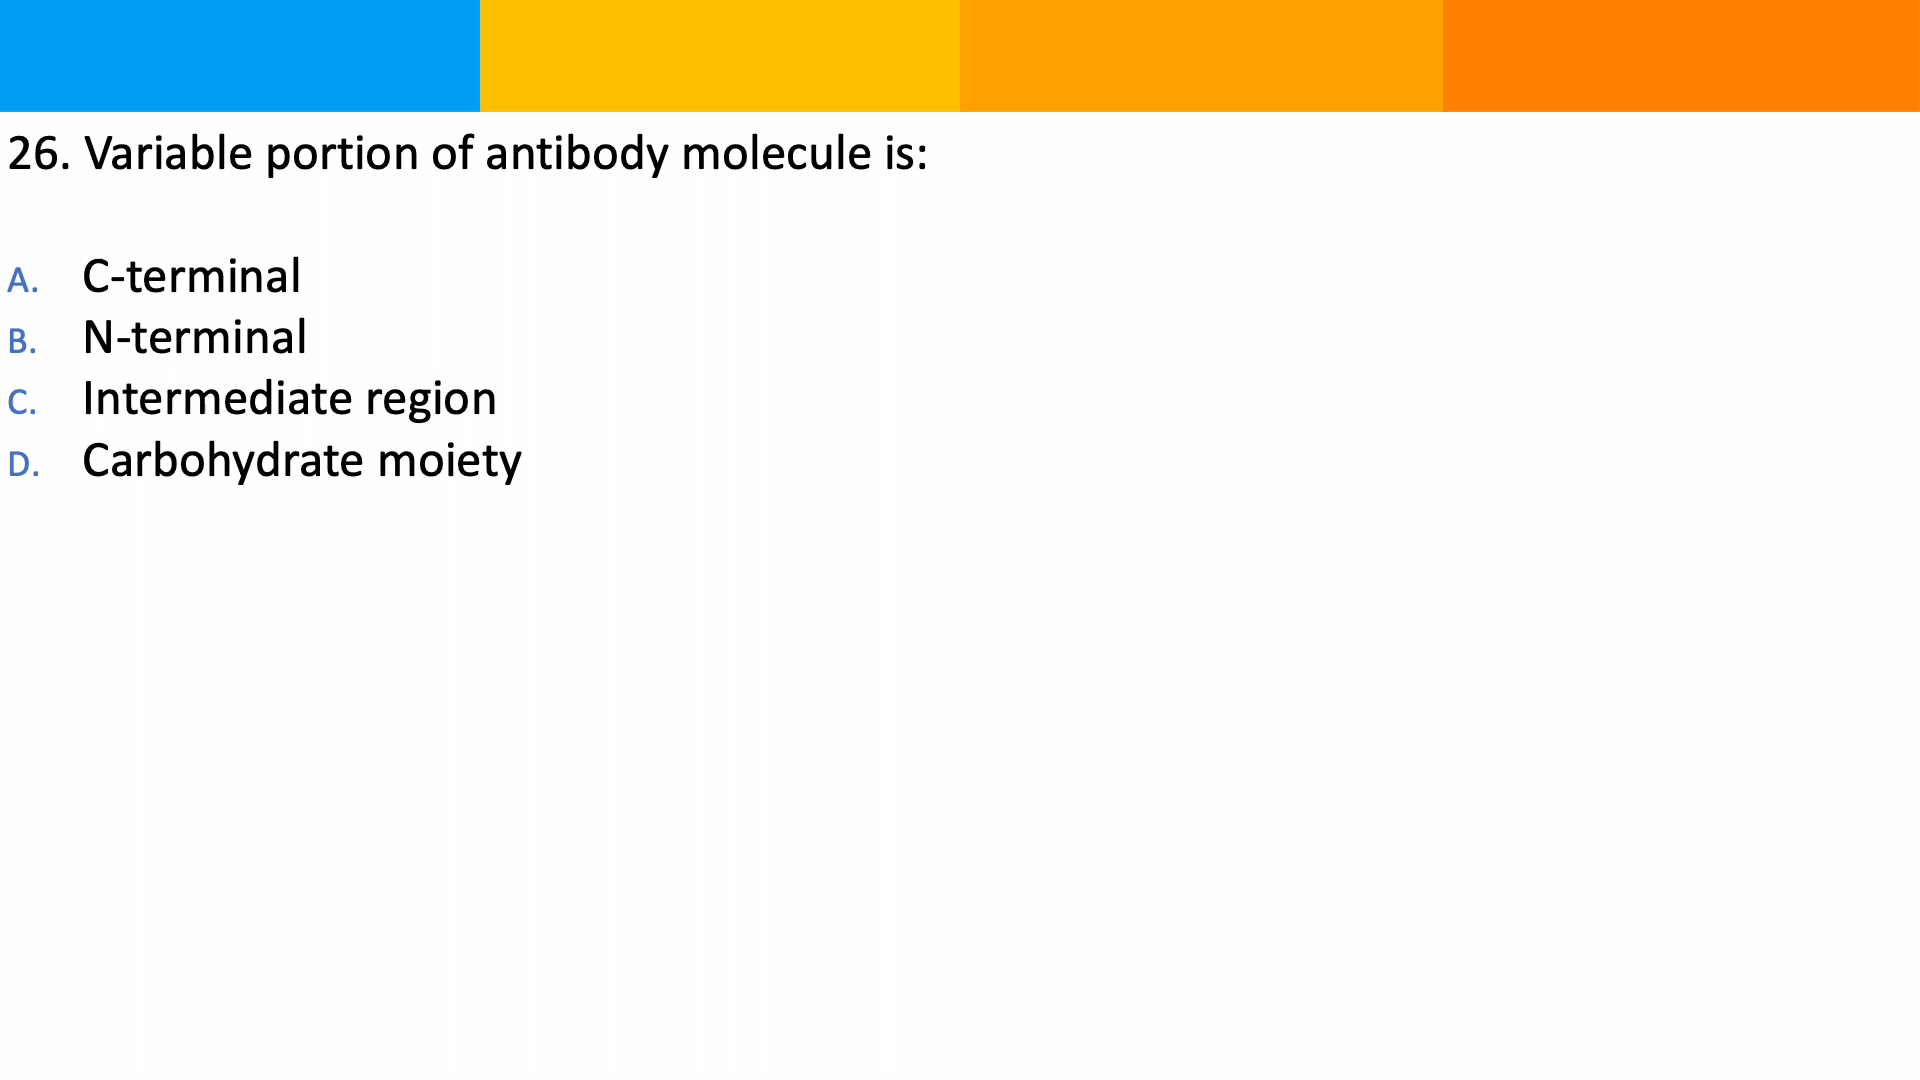 26. Variable portion of antibody molecule is:
A. C-terminal
B. N-terminal
C. Intermediate region
D. Carbohydrate moiety